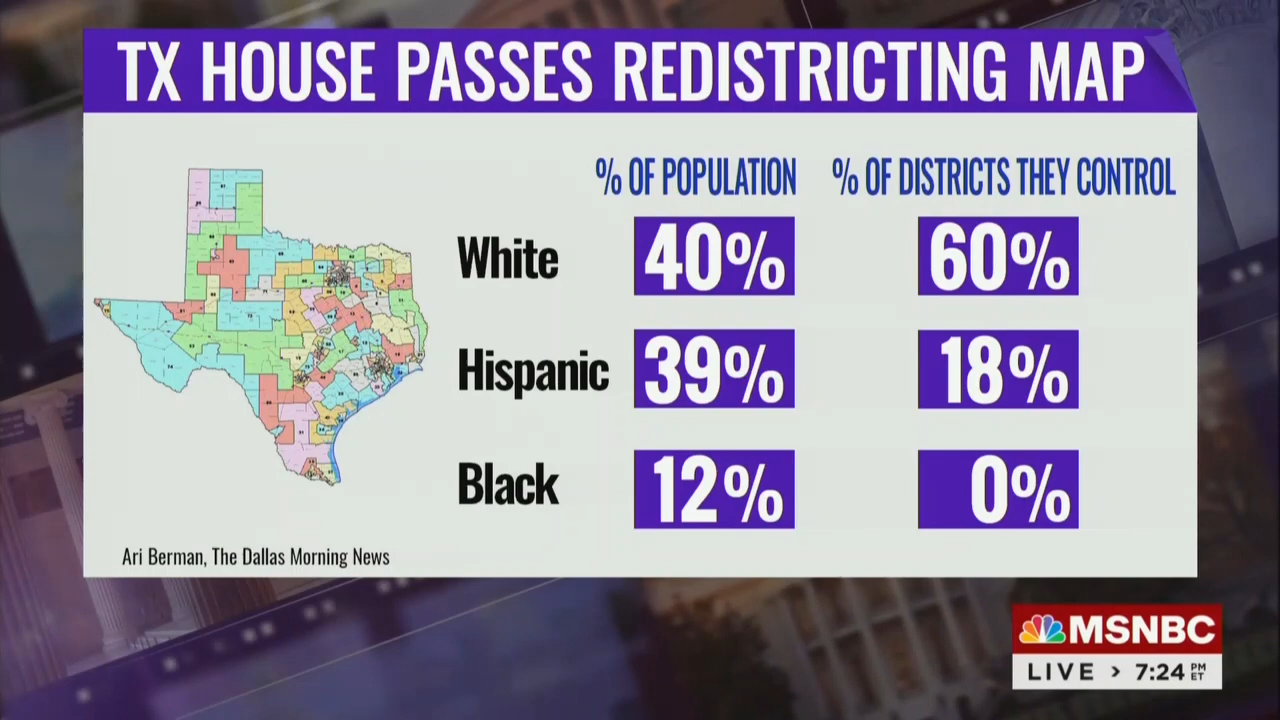 TX HOUSE PASSES REDISTRICTING MAP
% OF POPULATION % OF DISTRICTS THEY CONTROL
White 40% 60%
Hispanic 39% 18%
Black 12% 0%
Ari Berman, The Dallas Morning News
MSNBC
LIVE > 7:24 PM ET